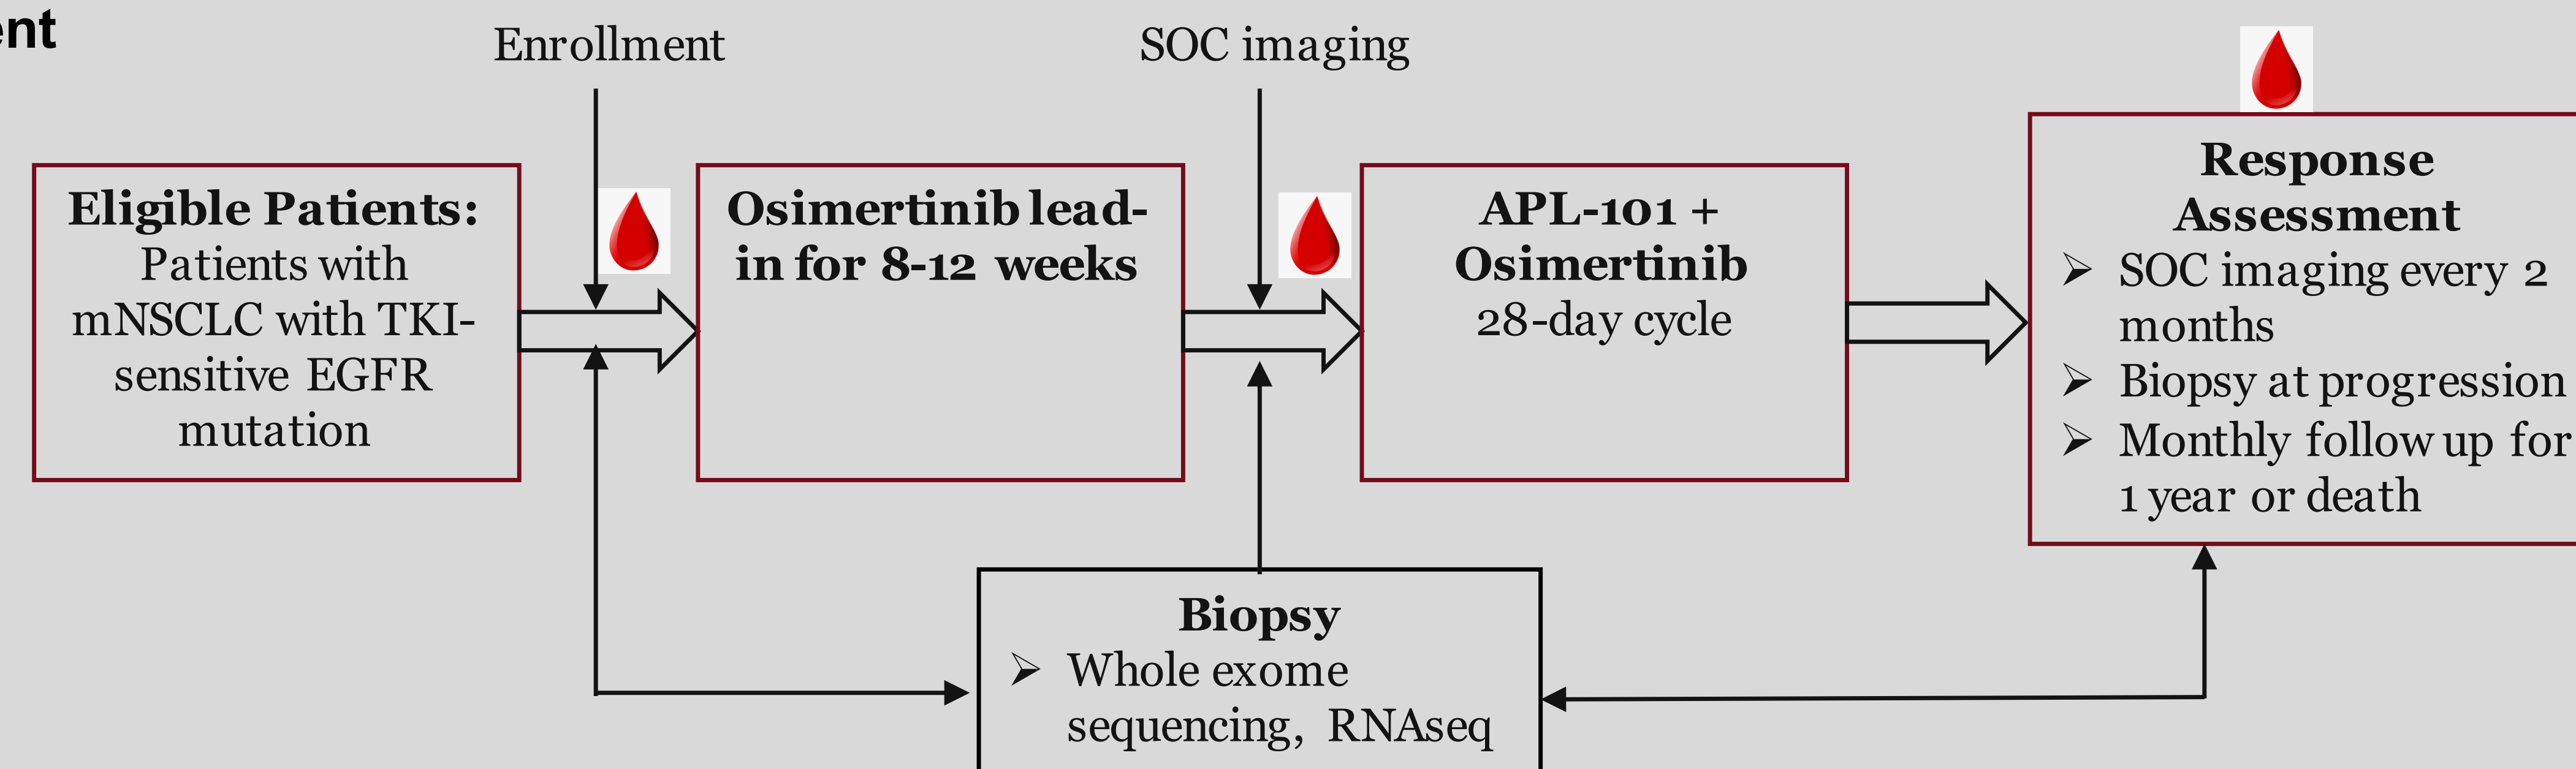 Enrollment
SOC imaging
Eligible Patients:
Patients with
mNSCLC with TKI-
sensitive EGFR
mutation
Osimertinib lead-
in for 8-12 weeks
APL-101 +
Osimertinib
28-day cycle
Response
Assessment
➢ SOC imaging every 2
months
➢ Biopsy at progression
➢ Monthly follow up for
1 year or death
Biopsy
➢ Whole exome
sequencing, RNAseq